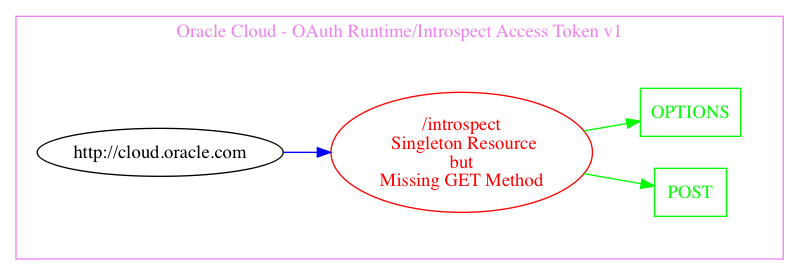 Oracle Cloud - OAuth Runtime/Introspect Access Token v1
http://cloud.oracle.com
/introspect
Singleton Resource
but
Missing GET Method
OPTIONS
POST